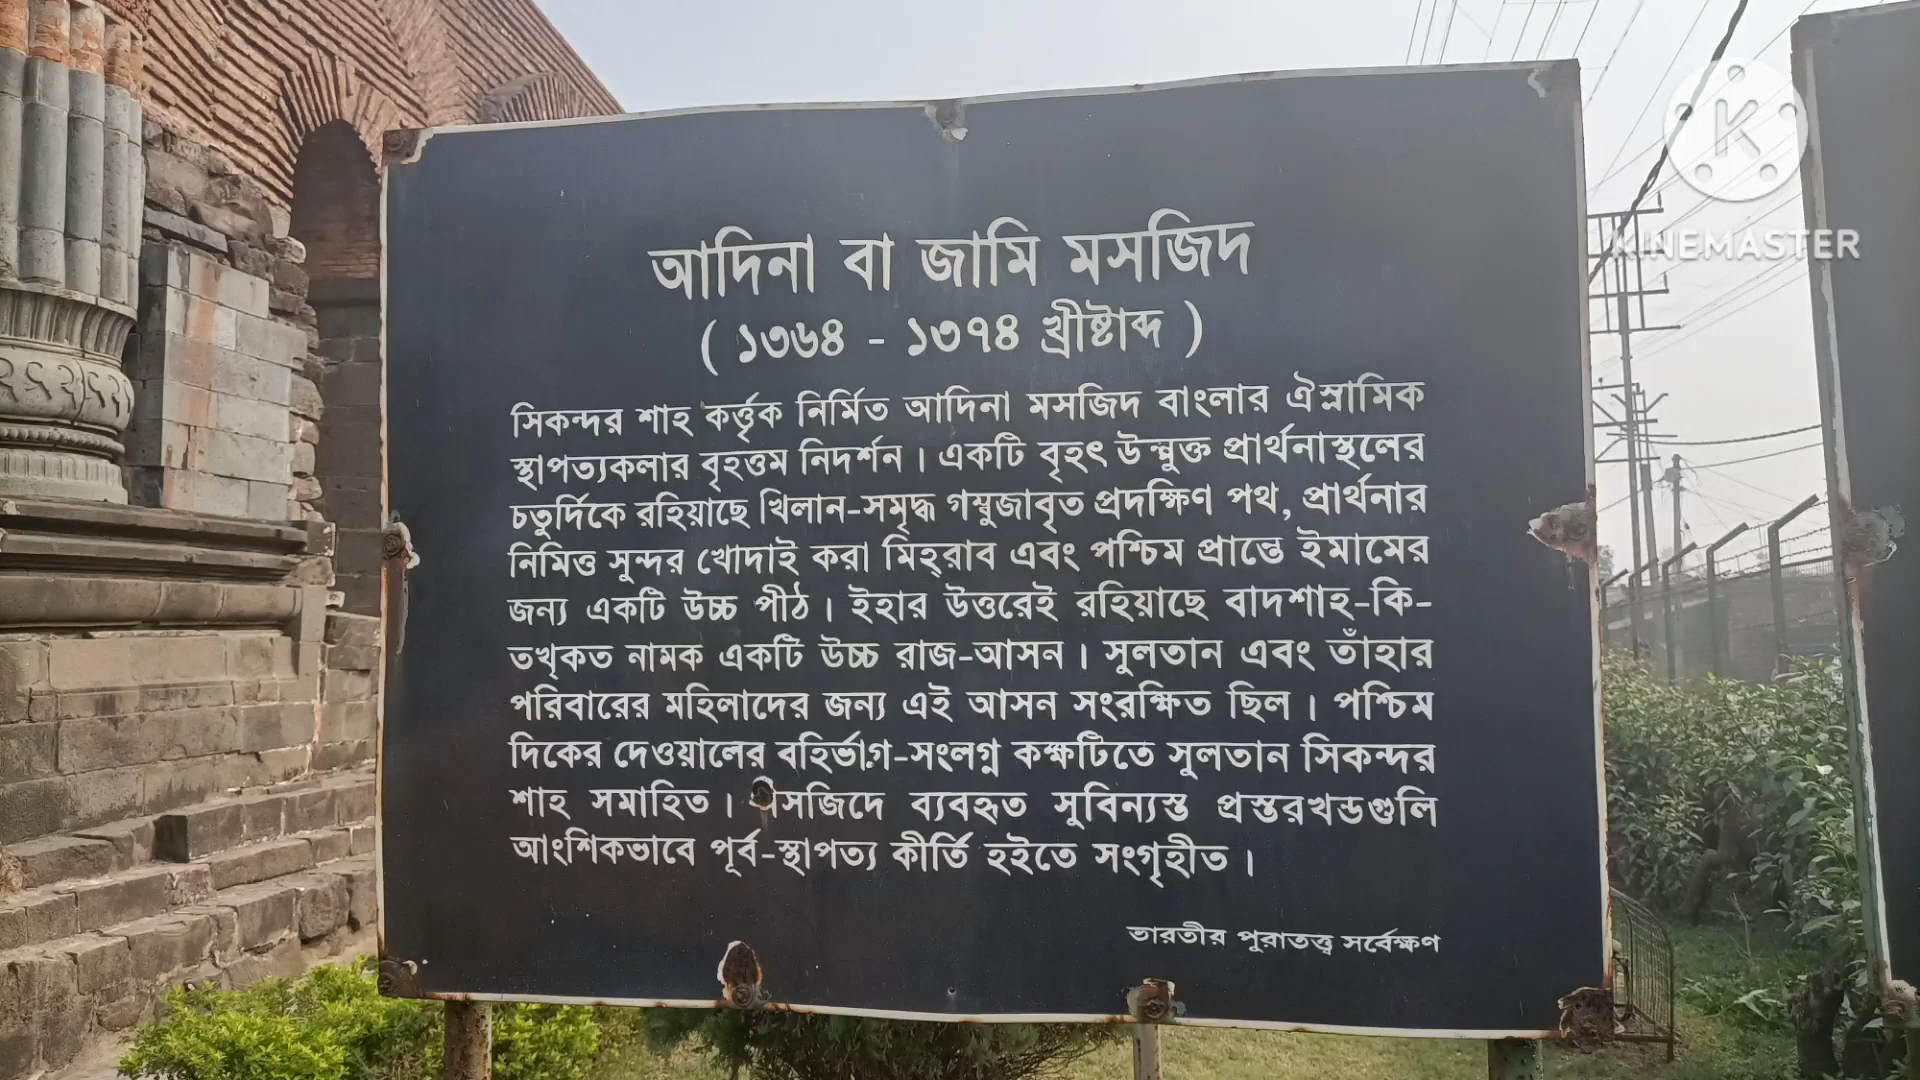 আদিনা বা জামি মসজিদ
( ১৩৬৪ - ১৩৭৪ খ্রীষ্টাব্দ )
সিকন্দর শাহ কর্ত্তৃক নির্মিত আদিনা মসজিদ বাংলার ঐস্লামিক
স্থাপত্যকলার বৃহত্তম নিদর্শন । একটি বৃহৎ উন্মুক্ত প্রার্থনাস্থলের
চতুর্দিকে রহিয়াছে খিলান-সমৃদ্ধ গম্বুজাবৃত প্রদক্ষিণ পথ, প্রার্থনার
নিমিত্ত সুন্দর খোদাই করা মিহ্‌রাব এবং পশ্চিম প্রান্তে ইমামের
জন্য একটি উচ্চ পীঠ । ইহার উত্তরেই রহিয়াছে বাদশাহ-কি-
তখ্‌কত নামক একটি উচ্চ রাজ-আসন । সুলতান এবং তাঁহার
পরিবারের মহিলাদের জন্য এই আসন সংরক্ষিত ছিল । পশ্চিম
দিকের দেওয়ালের বহির্ভাগ-সংলগ্ন কক্ষটিতে সুলতান সিকন্দর
শাহ সমাহিত । মসজিদে ব্যবহৃত সুবিন্যস্ত প্রস্তরখন্ডগুলি
আংশিকভাবে পূর্ব-স্থাপত্য কীর্তি হইতে সংগৃহীত ।
ভারতীর পুরাতত্ত্ব সর্বেক্ষণ
KINEMASTER